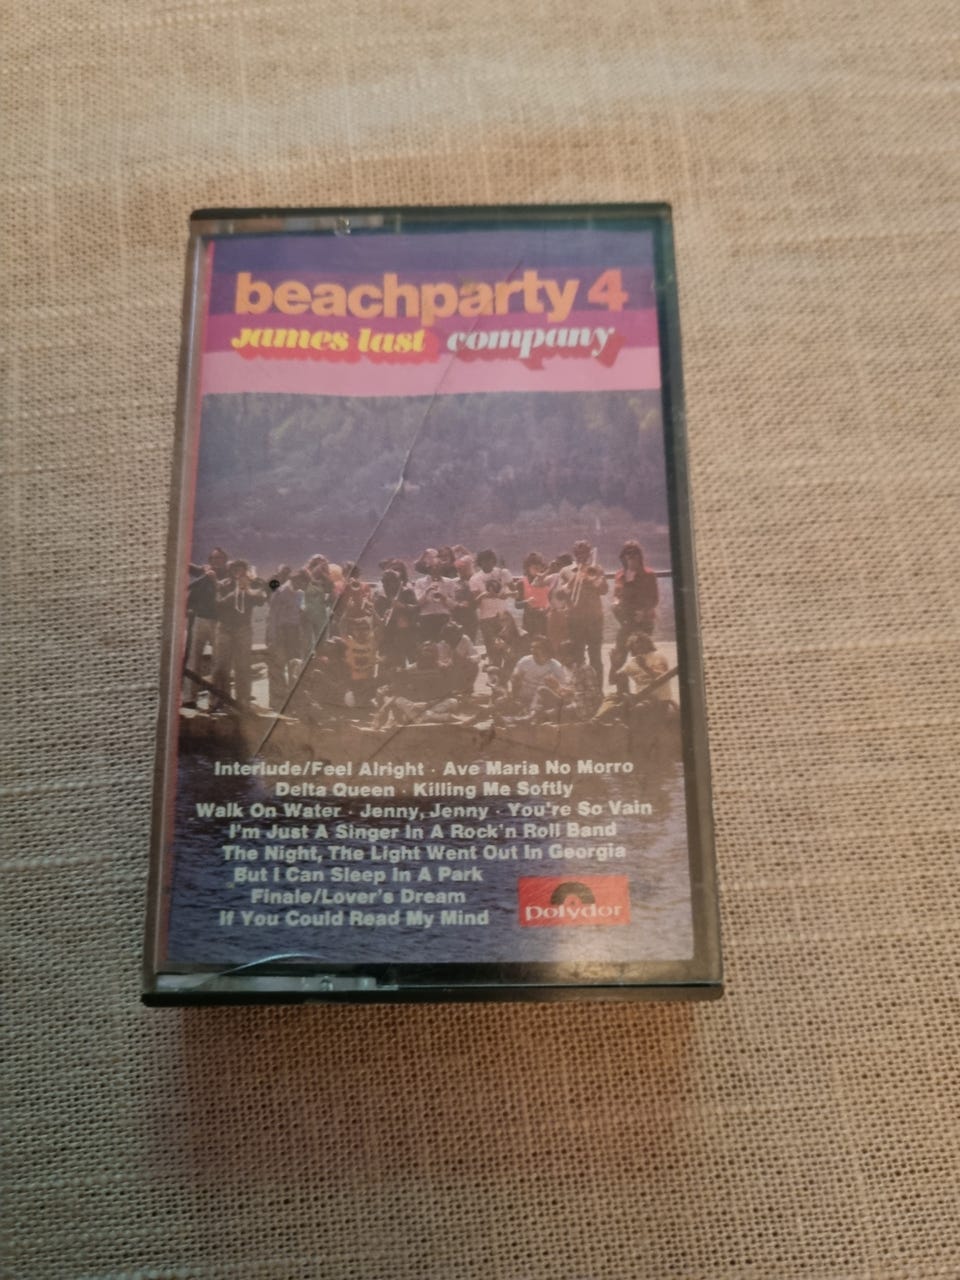 beachparty 4
james last company
Interlude/Feel Alright · Ave Maria No Morro
Delta Queen · Killing Me Softly
Walk On Water · Jenny, Jenny · You're So Vain
I'm Just A Singer In A Rock'n Roll Band
The Night, The Light Went Out In Georgia
But I Can Sleep In A Park
Finale/Lover's Dream
If You Could Read My Mind
polydor